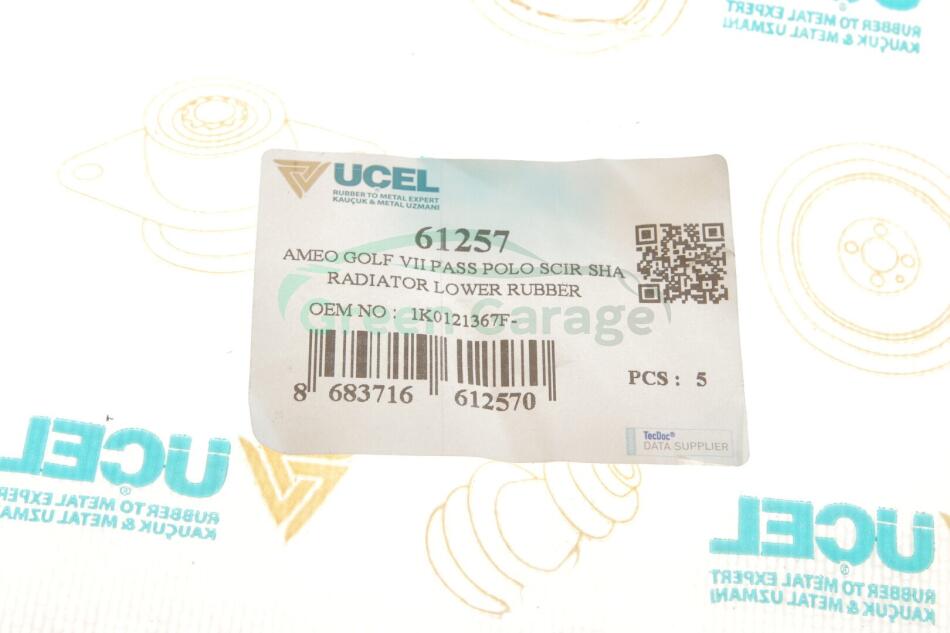 RUBBER TO METAL EXPERT
KAUÇUK & METAL UZMANI
UCEL
RUBBER TO METAL EXPERT
KAUÇUK & METAL UZMANI
61257
AMEO GOLF VII PASS POLO SCIR SHA
RADIATOR LOWER RUBBER
OEM NO : 1K0121367F-
Green Garage
8 683716 612570
PCS : 5
TecDoc®
DATA SUPPLIER
UCEL®
RUBBER TO METAL EXPERT
KAUÇUK & METAL UZMANI
UCEL®
RUBBER TO METAL EXPERT
KAUÇUK & METAL UZMANI